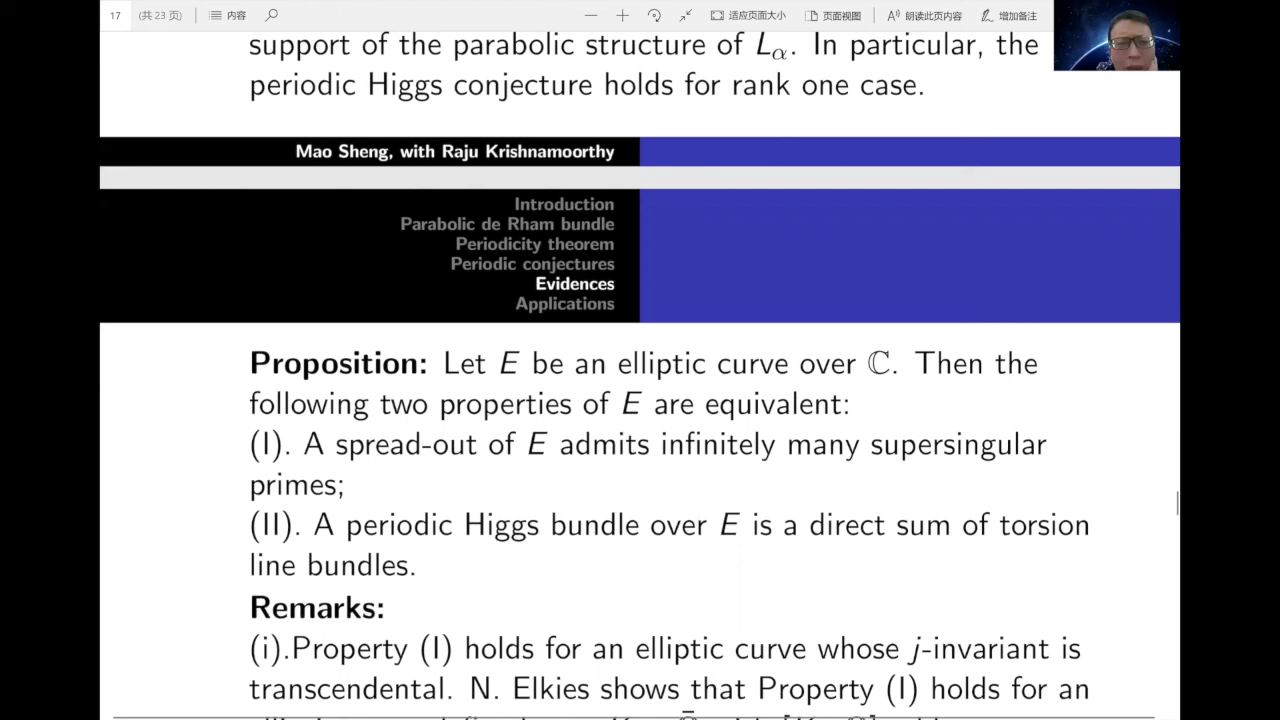 17 (共 23 页) 内容 适应页面大小 页面视图 朗读此页内容 增加备注
support of the parabolic structure of Lα. In particular, the
periodic Higgs conjecture holds for rank one case.
Mao Sheng, with Raju Krishnamoorthy
Introduction
Parabolic de Rham bundle
Periodicity theorem
Periodic conjectures
Evidences
Applications
Proposition: Let E be an elliptic curve over ℂ. Then the
following two properties of E are equivalent:
(I). A spread-out of E admits infinitely many supersingular
primes;
(II). A periodic Higgs bundle over E is a direct sum of torsion
line bundles.
Remarks:
(i).Property (I) holds for an elliptic curve whose j-invariant is
transcendental. N. Elkies shows that Property (I) holds for an